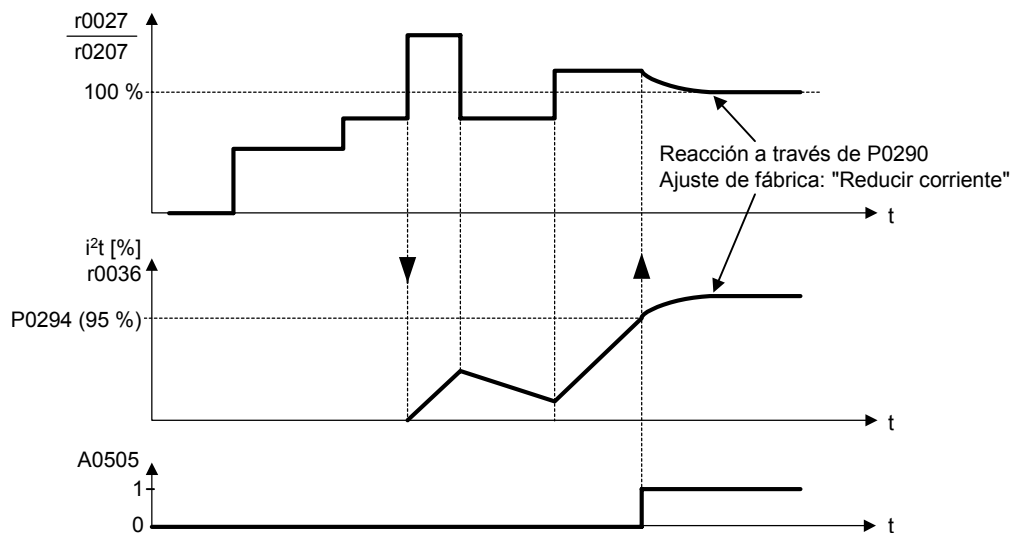 r0027
r0207
100 %
Reacción a través de P0290
Ajuste de fábrica: "Reducir corriente"
t
i²t [%]
r0036
P0294 (95 %)
t
A0505
1
0
t